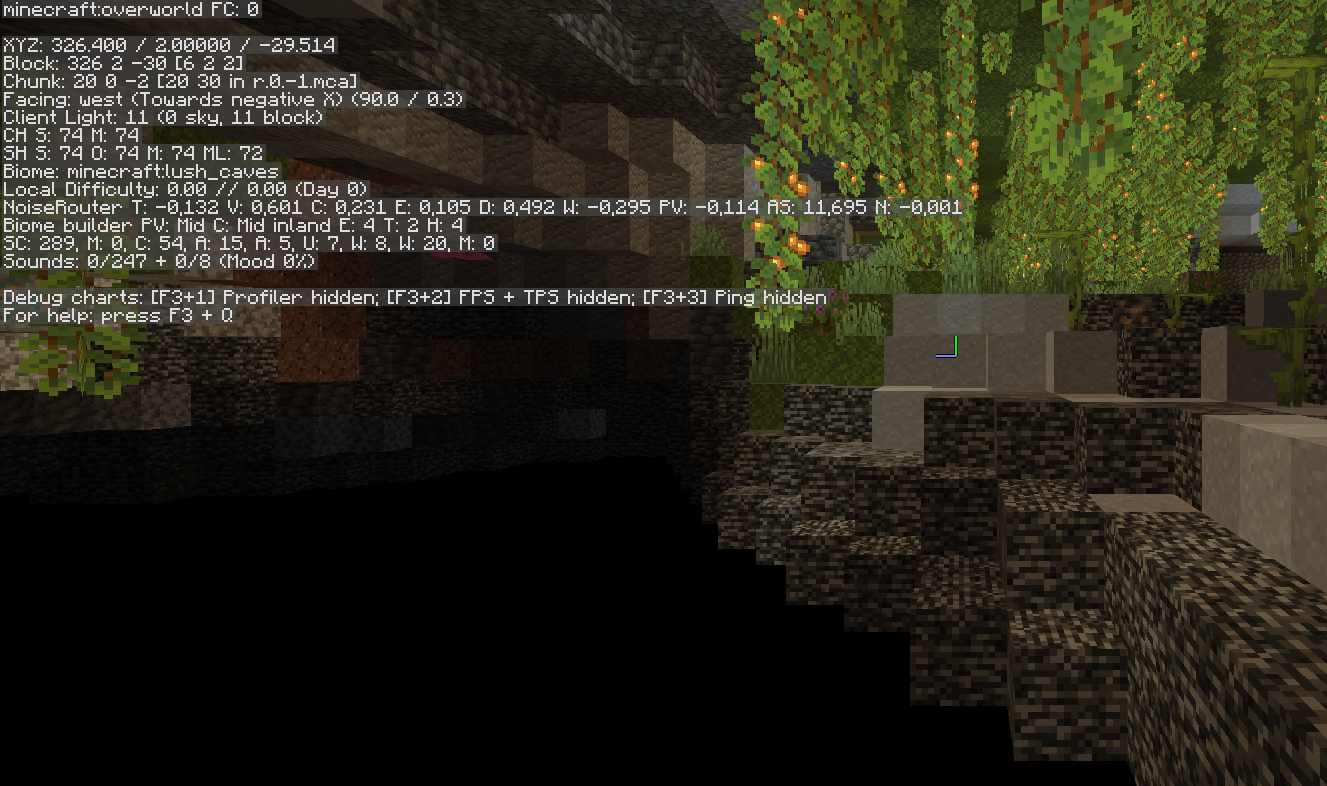 minecraft:overworld FC: 0
XYZ: 326.400 / 2.00000 / -29.514
Block: 326 2 -30 [6 2 2]
Chunk: 20 0 -2 [20 30 in r.0.-1.mca]
Facing: west (Towards negative X) (90.0 / 0.3)
Client Light: 11 (0 sky, 11 block)
CH S: 74 M: 74
SH S: 74 O: 74 M: 74 ML: 72
Biome: minecraft:lush_caves
Local Difficulty: 0.00 // 0.00 (Day 0)
NoiseRouter T: -0,132 V: 0,601 C: 0,231 E: 0,105 D: 0,492 W: -0,295 PV: -0,114 AS: 11,695 N: -0,001
Biome builder PV: Mid C: Mid inland E: 4 T: 2 H: 4
SC: 289, M: 0, C: 54, A: 15, A: 5, U: 7, W: 8, W: 20, M: 0
Sounds: 0/247 + 0/8 (Mood 0%)
Debug charts: [F3+1] Profiler hidden; [F3+2] FPS + TPS hidden; [F3+3] Ping hidden
For help: press F3 + Q